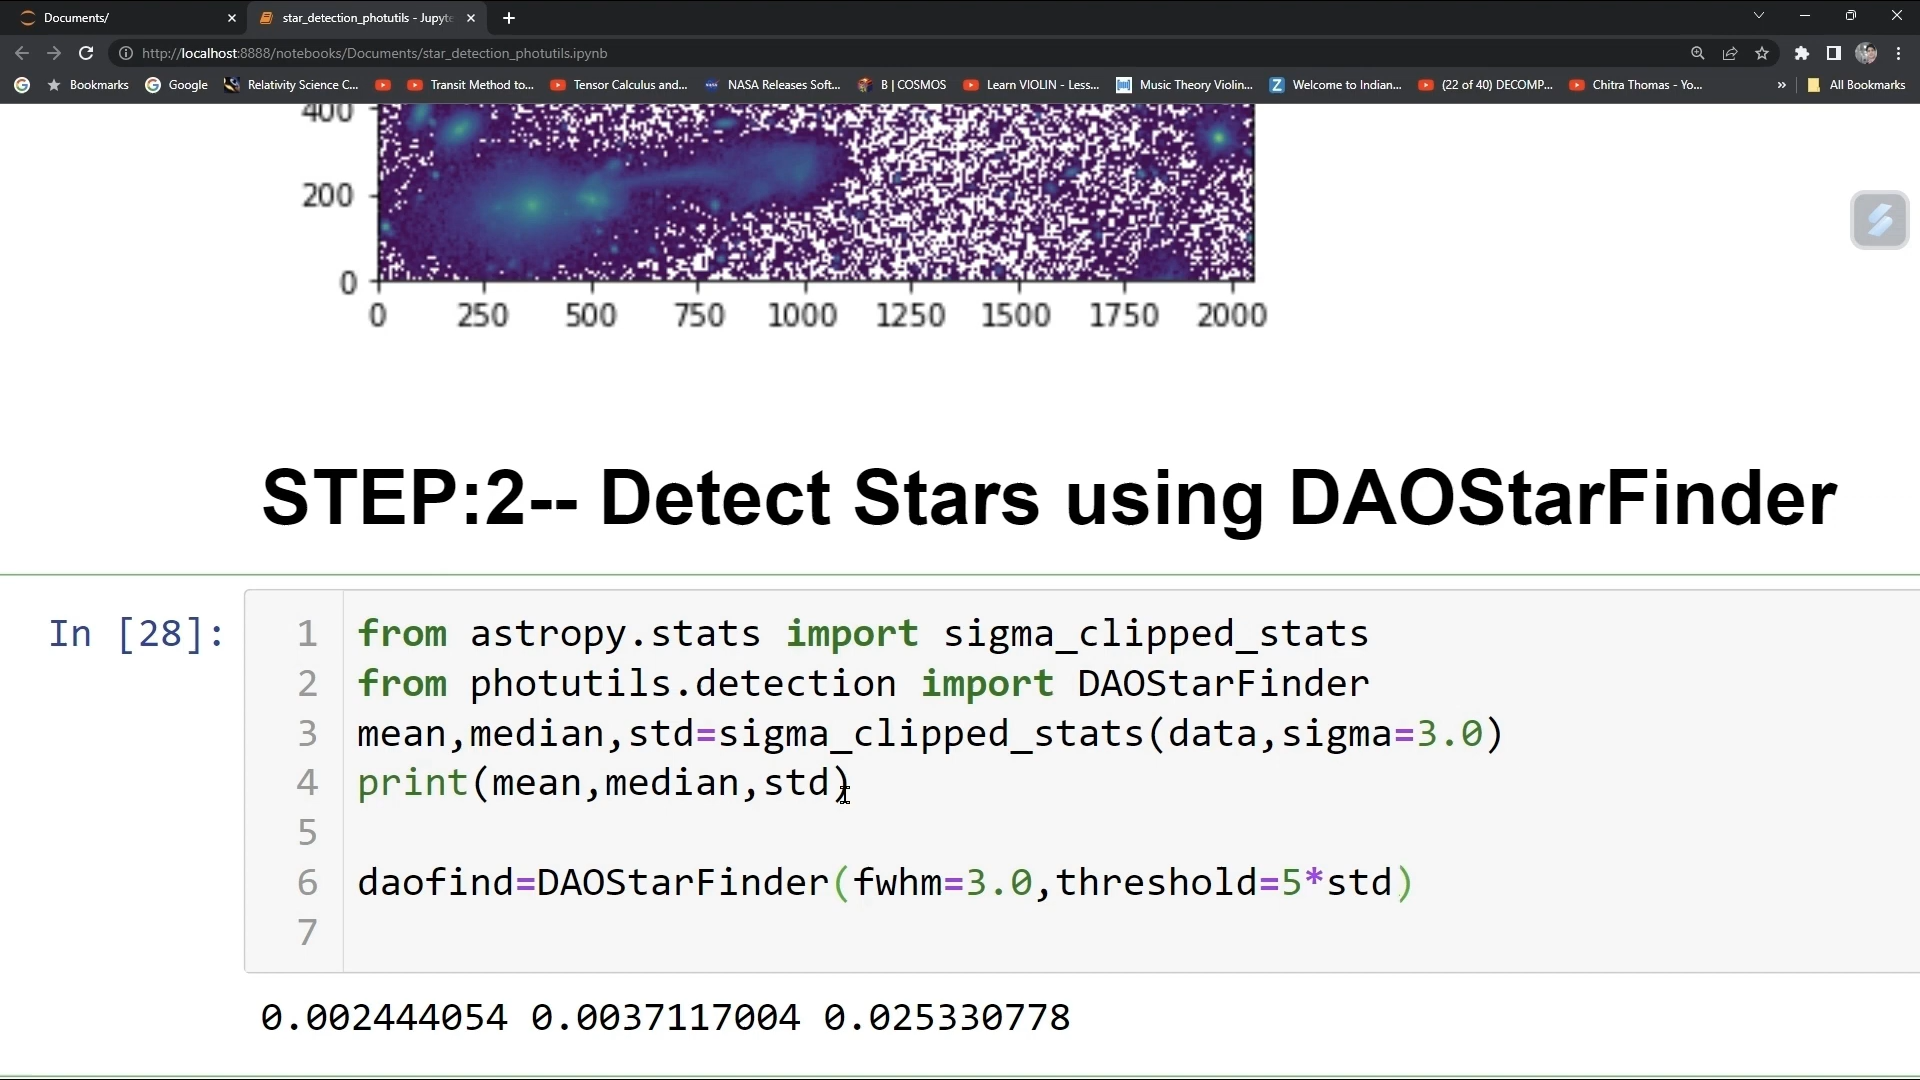 Documents/
star_detection_photutils - Jupyte
http://localhost:8888/notebooks/Documents/star_detection_photutils.ipynb
Bookmarks Google Relativity Science C... Transit Method to... Tensor Calculus and... NASA Releases Soft... B | COSMOS Learn VIOLIN - Less... Music Theory Violin... Welcome to Indian... (22 of 40) DECOMP... Chitra Thomas - Yo... » All Bookmarks
400
200
0
0 250 500 750 1000 1250 1500 1750 2000
STEP:2-- Detect Stars using DAOStarFinder
In [28]:
1 from astropy.stats import sigma_clipped_stats
2 from photutils.detection import DAOStarFinder
3 mean,median,std=sigma_clipped_stats(data,sigma=3.0)
4 print(mean,median,std)
5
6 daofind=DAOStarFinder(fwhm=3.0,threshold=5*std)
7
0.002444054 0.0037117004 0.025330778